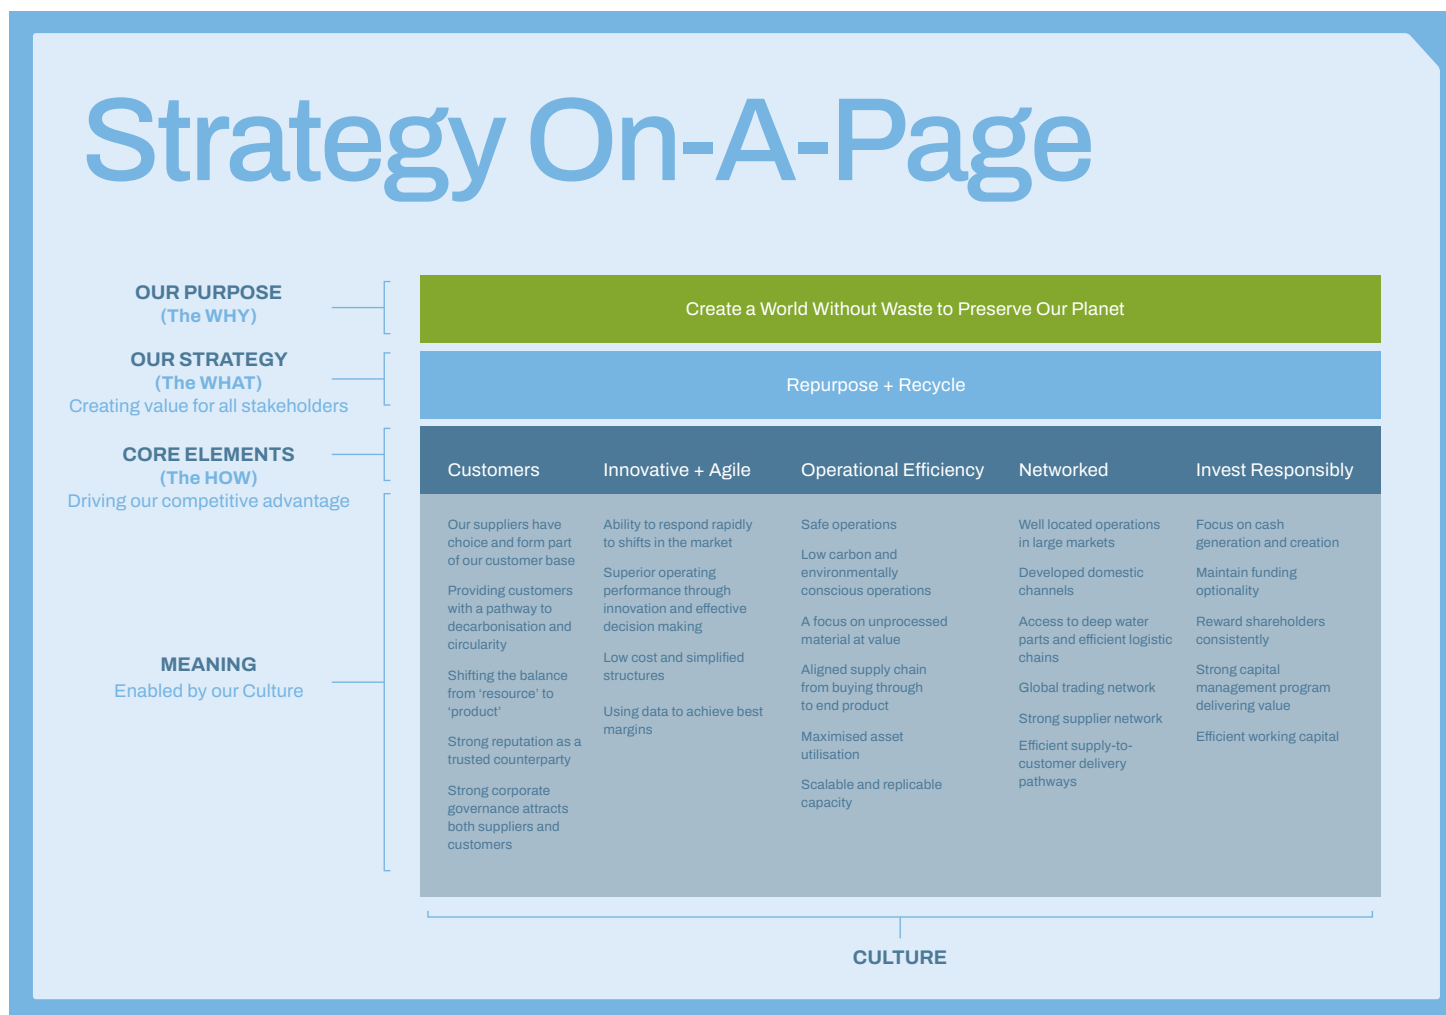 Strategy On-A-Page
OUR PURPOSE
(The WHY)
Create a World Without Waste to Preserve Our Planet
OUR STRATEGY
(The WHAT)
Creating value for all stakeholders
Repurpose + Recycle
CORE ELEMENTS
(The HOW)
Driving our competitive advantage
MEANING
Enabled by our Culture
Customers
Our suppliers have
choice and form part
of our customer base
Providing customers
with a pathway to
decarbonisation and
circularity
Shifting the balance
from ‘resource’ to
‘product’
Strong reputation as a
trusted counterparty
Strong corporate
governance attracts
both suppliers and
customers
Innovative + Agile
Ability to respond rapidly
to shifts in the market
Superior operating
performance through
innovation and effective
decision making
Low cost and simplified
structures
Using data to achieve best
margins
Operational Efficiency
Safe operations
Low carbon and
environmentally
conscious operations
A focus on unprocessed
material at value
Aligned supply chain
from buying through
to end product
Maximised asset
utilisation
Scalable and replicable
capacity
Networked
Well located operations
in large markets
Developed domestic
channels
Access to deep water
parts and efficient logistic
chains
Global trading network
Strong supplier network
Efficient supply-to-
customer delivery
pathways
Invest Responsibly
Focus on cash
generation and creation
Maintain funding
optionality
Reward shareholders
consistently
Strong capital
management program
delivering value
Efficient working capital
CULTURE